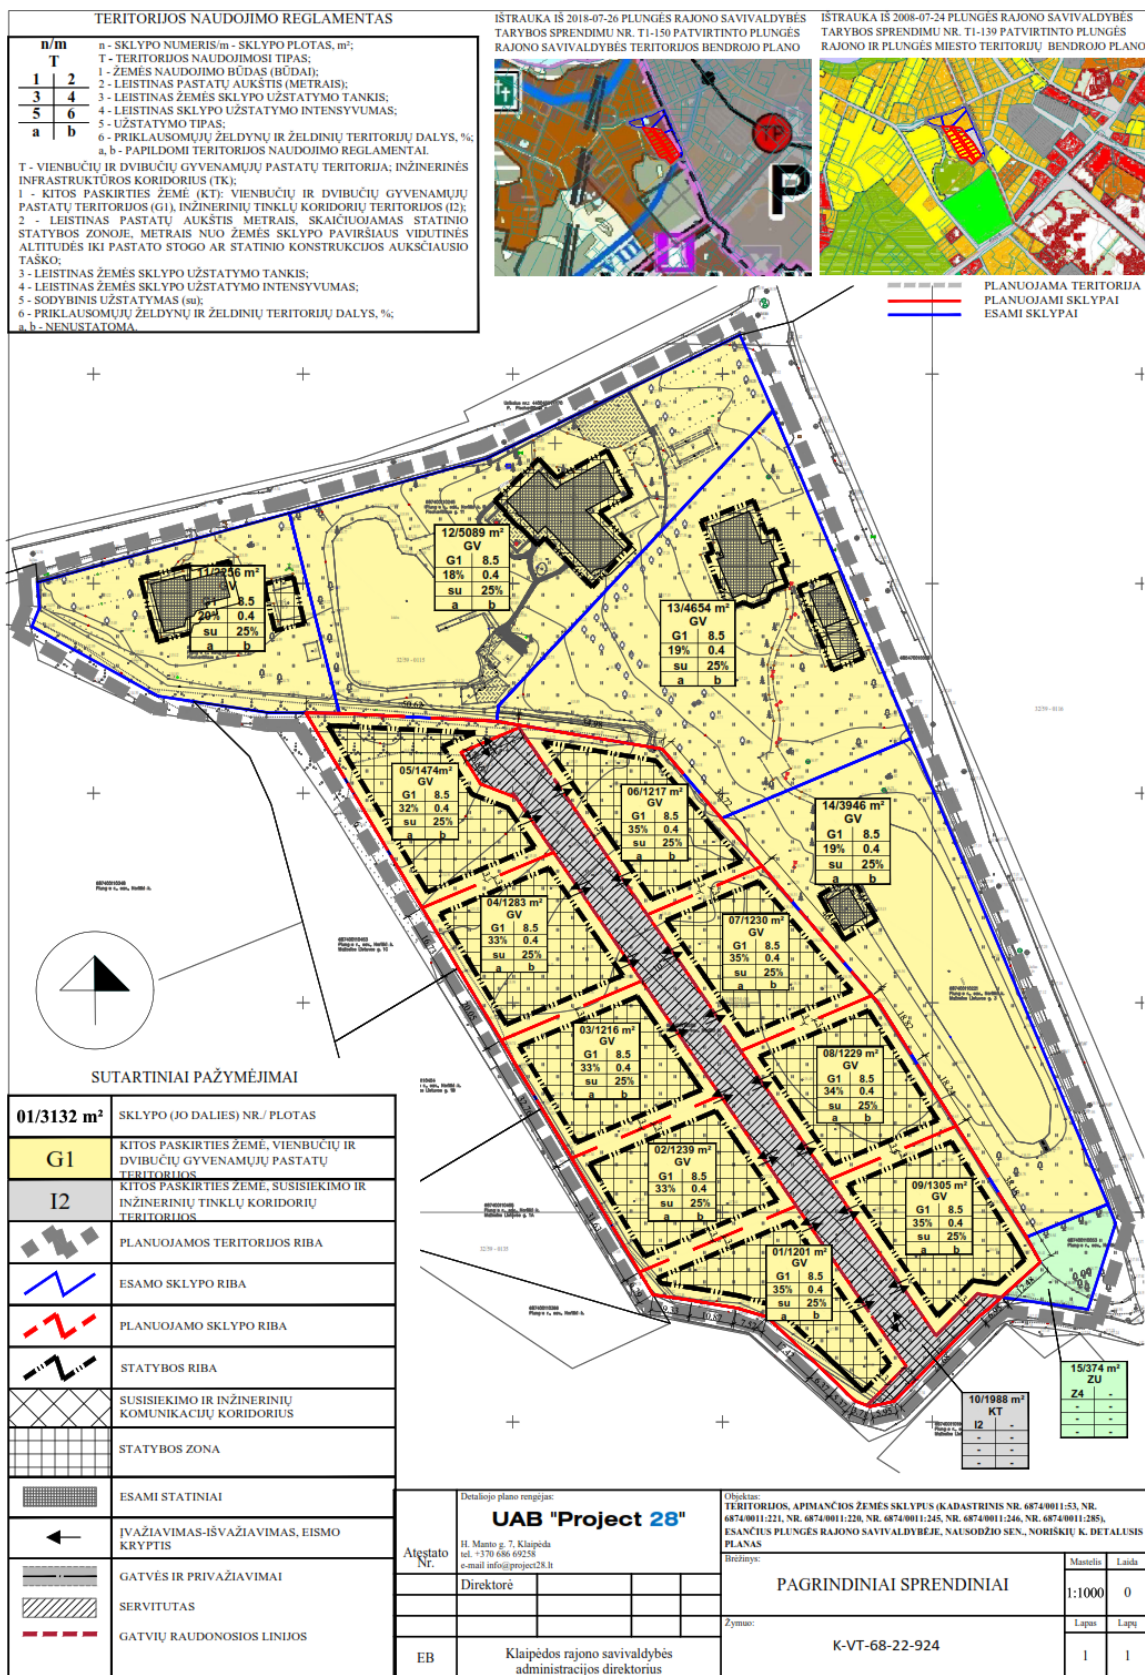 TERITORIJOS NAUDOJIMO REGLAMENTAS
n/m
T
1 2
3 4
5 6
a b
n - SKLYPO NUMERIS/m - SKLYPO PLOTAS, m²;
T - TERITORIJOS NAUDOJIMOSI TIPAS;
1 - ŽEMĖS NAUDOJIMO BŪDAS (BŪDAI);
2 - LEISTINAS PASTATŲ AUKŠTIS (METRAIS);
3 - LEISTINAS ŽEMĖS SKLYPO UŽSTATYMO TANKIS;
4 - LEISTINAS SKLYPO UŽSTATYMO INTENSYVUMAS;
5 - UŽSTATYMO TIPAS;
6 - PRIKLAUSOMŲJŲ ŽELDYNŲ IR ŽELDINIŲ TERITORIJŲ DALYS, %;
a, b - PAPILDOMI TERITORIJOS NAUDOJIMO REGLAMENTAI.
T - VIENBUČIŲ IR DVIBUČIŲ GYVENAMŲJŲ PASTATŲ TERITORIJA; INŽINERINĖS
INFRASTRUKTŪROS KORIDORIUS (TK);
1 - KITOS PASKIRTIES ŽEMĖ (KT): VIENBUČIŲ IR DVIBUČIŲ GYVENAMŲJŲ
PASTATŲ TERITORIJOS (G1), INŽINERINIŲ TINKLŲ KORIDORIŲ TERITORIJOS (I2);
2 - LEISTINAS PASTATŲ AUKŠTIS METRAIS, SKAIČIUOJAMAS STATINIO
STATYBOS ZONOJE, METRAIS NUO ŽEMĖS SKLYPO PAVIRŠIAUS VIDUTINĖS
ALTITUDĖS IKI PASTATO STOGO AR STATINIO KONSTRUKCIJOS AUKSČIAUSIO
TAŠKO;
3 - LEISTINAS ŽEMĖS SKLYPO UŽSTATYMO TANKIS;
4 - LEISTINAS ŽEMĖS SKLYPO UŽSTATYMO INTENSYVUMAS;
5 - SODYBINIS UŽSTATYMAS (su);
6 - PRIKLAUSOMŲJŲ ŽELDYNŲ IR ŽELDINIŲ TERITORIJŲ DALYS, %;
a, b - NENUSTATOMA.
IŠTRAUKA IŠ 2018-07-26 PLUNGĖS RAJONO SAVIVALDYBĖS
TARYBOS SPRENDIMU NR. T1-150 PATVIRTINTO PLUNGĖS
RAJONO SAVIVALDYBĖS TERITORIJOS BENDROJO PLANO
TP
P
IŠTRAUKA IŠ 2008-07-24 PLUNGĖS RAJONO SAVIVALDYBĖS
TARYBOS SPRENDIMU NR. T1-139 PATVIRTINTO PLUNGĖS
RAJONO IR PLUNGĖS MIESTO TERITORIJŲ BENDROJO PLANO
PLANUOJAMA TERITORIJA
PLANUOJAMI SKLYPAI
ESAMI SKLYPAI
12/5089 m²
GV
G1 8.5
18% 0.4
su 25%
a b
11/2256 m²
GV
G1 8.5
20% 0.4
su 25%
a b
13/4654 m²
GV
G1 8.5
19% 0.4
su 25%
a b
05/1474m²
GV
G1 8.5
32% 0.4
su 25%
a b
06/1217 m²
GV
G1 8.5
35% 0.4
su 25%
a b
14/3946 m²
GV
G1 8.5
19% 0.4
su 25%
a b
04/1283 m²
GV
G1 8.5
33% 0.4
su 25%
a b
07/1230 m²
GV
G1 8.5
35% 0.4
su 25%
a b
03/1216 m²
GV
G1 8.5
33% 0.4
su 25%
08/1229 m²
GV
G1 8.5
34% 0.4
su 25%
a b
02/1239 m²
GV
G1 8.5
33% 0.4
su 25%
a b
09/1305 m²
GV
G1 8.5
35% 0.4
su 25%
a b
01/1201 m²
GV
G1 8.5
35% 0.4
su 25%
a b
10/1988 m²
KT
I2 -
- -
- -
- -
15/374 m²
ZU
Z4 -
- -
- -
- -
SUTARTINIAI PAŽYMĖJIMAI
01/3132 m² SKLYPO (JO DALIES) NR./ PLOTAS
G1 KITOS PASKIRTIES ŽEMĖ, VIENBUČIŲ IR
DVIBUČIŲ GYVENAMŲJŲ PASTATŲ
TERITORIJOS
I2 KITOS PASKIRTIES ŽEMĖ, SUSISIEKIMO IR
INŽINERINIŲ TINKLŲ KORIDORIŲ
TERITORIJOS
PLANUOJAMOS TERITORIJOS RIBA
ESAMO SKLYPO RIBA
PLANUOJAMO SKLYPO RIBA
STATYBOS RIBA
SUSISIEKIMO IR INŽINERINIŲ
KOMUNIKACIJŲ KORIDORIUS
STATYBOS ZONA
ESAMI STATINIAI
ĮVAŽIAVIMAS-IŠVAŽIAVIMAS, EISMO
KRYPTIS
GATVĖS IR PRIVAŽIAVIMAI
SERVITUTAS
GATVIŲ RAUDONOSIOS LINIJOS
Detaliojo plano rengėjas:
UAB "Project 28"
H. Manto g. 7, Klaipėda
tel. +370 686 69258
e-mail info@project28.lt
Atestato
Nr.
Direktorė
EB
Klaipėdos rajono savivaldybės
administracijos direktorius
Objektas:
TERITORIJOS, APIMANČIOS ŽEMĖS SKLYPUS (KADASTRINIS NR. 6874/0011:53, NR.
6874/0011:221, NR. 6874/0011:220, NR. 6874/0011:245, NR. 6874/0011:246, NR. 6874/0011:285),
ESANČIUS PLUNGĖS RAJONO SAVIVALDYBĖJE, NAUSODŽIO SEN., NORIŠKIŲ K. DETALUSIS
PLANAS
Brėžinys:
PAGRINDINIAI SPRENDINIAI
Mastelis Laida
1:1000 0
Žymuo:
K-VT-68-22-924
Lapas Lapų
1 1